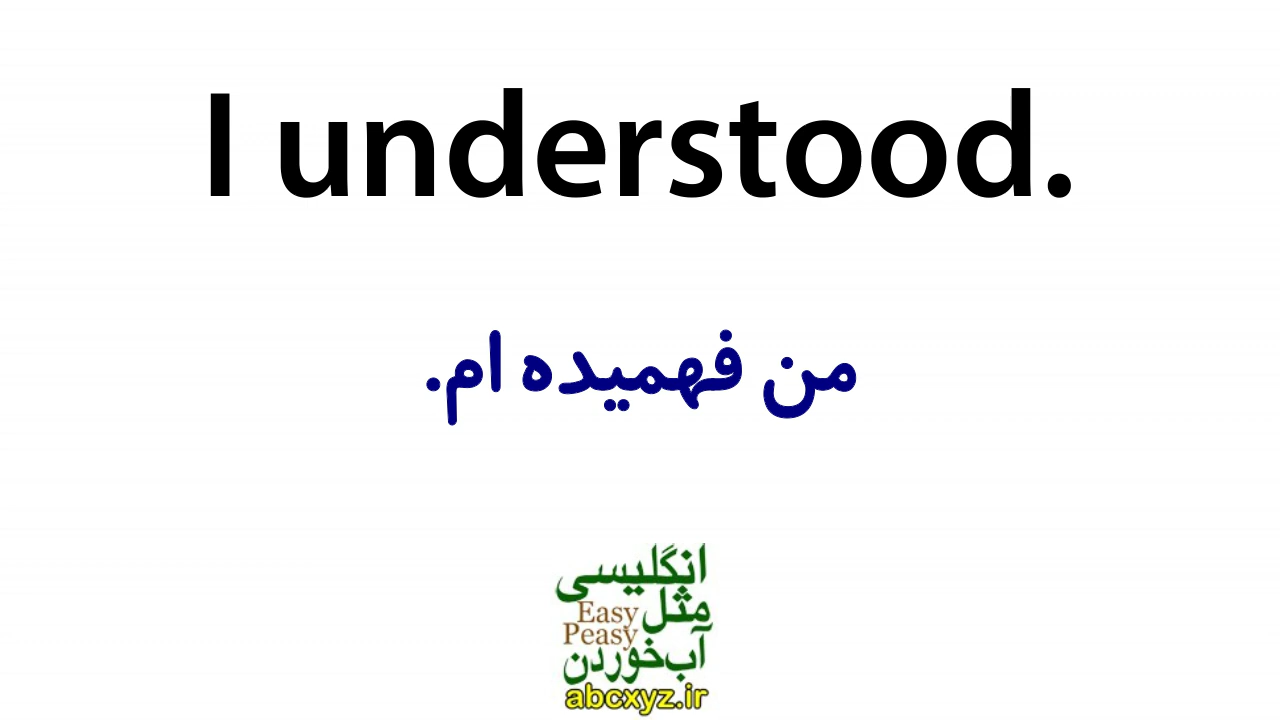 I understood.
من فهمیده ام.
انگلیسی
مثل Easy
Peasy
آب‌خوردن
abcxyz.ir